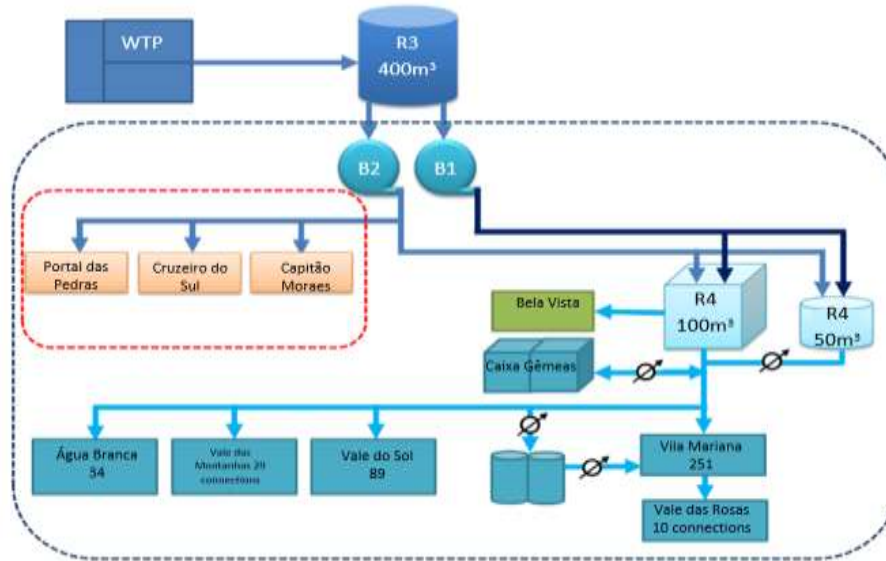 WTP
R3
400m³
B2
B1
Portal das
Pedras
Cruzeiro do
Sul
Capitão
Moraes
Bela Vista
R4
100m³
R4
50m³
Caixa Gêmeas
Água Branca
34
Vale das
Montanhas 29
connections
Vale do Sol
89
Vila Mariana
251
Vale das Rosas
10 connections